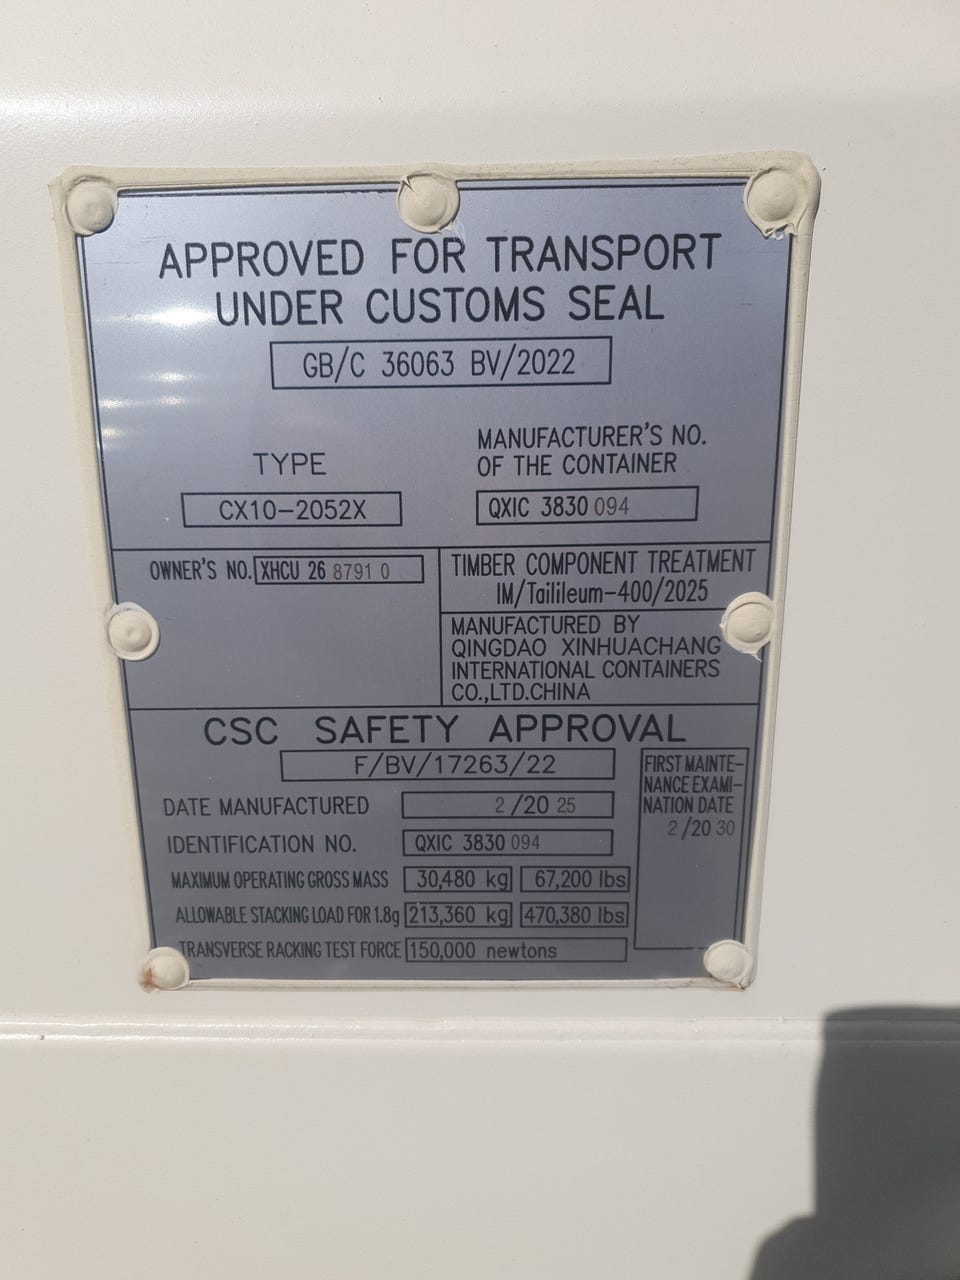 APPROVED FOR TRANSPORT
UNDER CUSTOMS SEAL
GB/C 36063 BV/2022
TYPE
CX10-2052X
MANUFACTURER'S NO.
OF THE CONTAINER
QXIC 3830 094
OWNER'S NO. XHCU 26 8791 0
TIMBER COMPONENT TREATMENT
IM/Tailileum-400/2025
MANUFACTURED BY
QINGDAO XINHUACHANG
INTERNATIONAL CONTAINERS
CO.,LTD.CHINA
CSC SAFETY APPROVAL
F/BV/17263/22
DATE MANUFACTURED 2 /20 25
IDENTIFICATION NO. QXIC 3830 094
MAXIMUM OPERATING GROSS MASS 30,480 kg 67,200 lbs
ALLOWABLE STACKING LOAD FOR 1.8g 213,360 kg 470,380 lbs
TRANSVERSE RACKING TEST FORCE 150,000 newtons
FIRST MAINTE-
NANCE EXAMI-
NATION DATE
2 /20 30